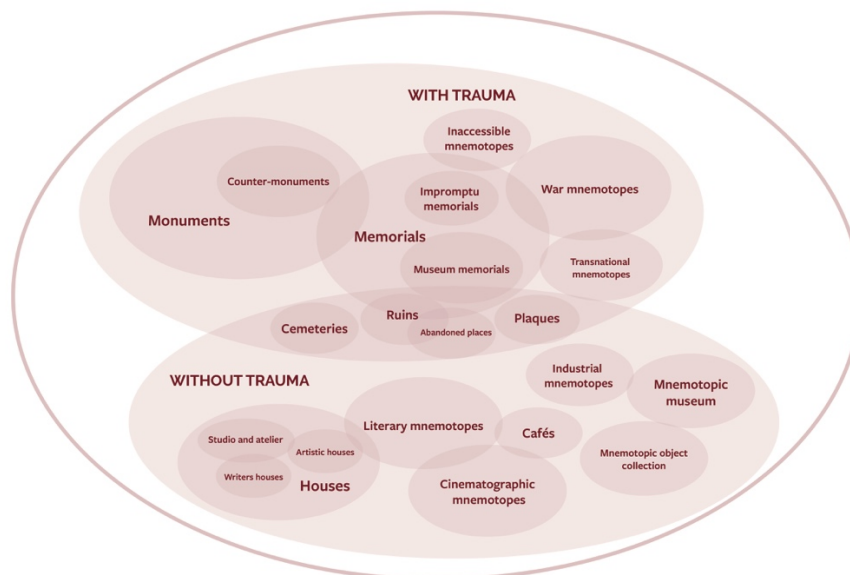 WITH TRAUMA
Inaccessible
mnemotopes
Counter-monuments
Impromptu
memorials
War mnemotopes
Monuments
Memorials
Museum memorials
Transnational
mnemotopes
Cemeteries
Ruins
Abandoned places
Plaques
WITHOUT TRAUMA
Industrial
mnemotopes
Mnemotopic
museum
Literary mnemotopes
Cafés
Studio and atelier
Artistic houses
Writers houses
Houses
Cinematographic
mnemotopes
Mnemotopic object
collection